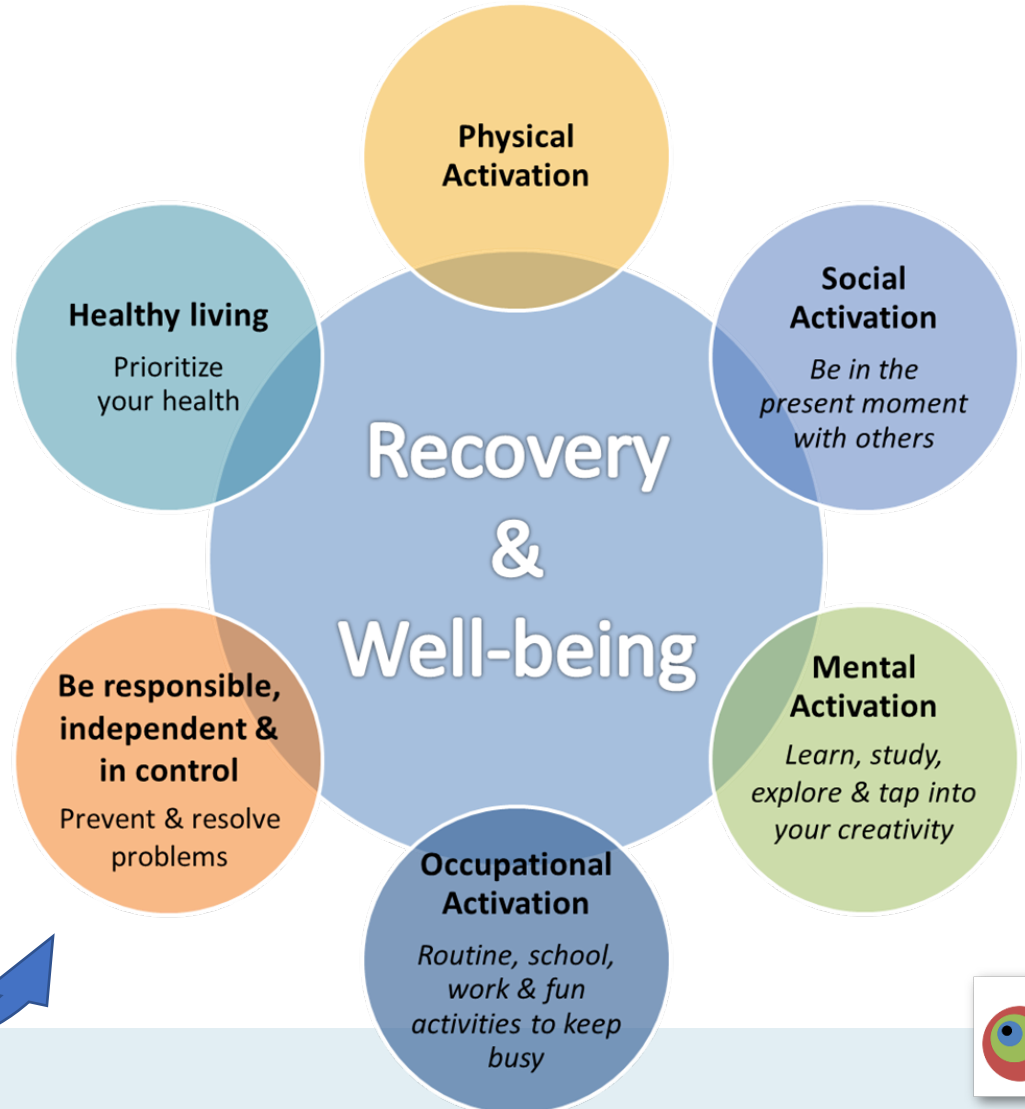 Physical
Activation
Social
Activation
Be in the
present moment
with others
Healthy living
Prioritize
your health
Recovery
&
Well-being
Mental
Activation
Learn, study,
explore & tap into
your creativity
Be responsible,
independent &
in control
Prevent & resolve
problems
Occupational
Activation
Routine, school,
work & fun
activities to keep
busy